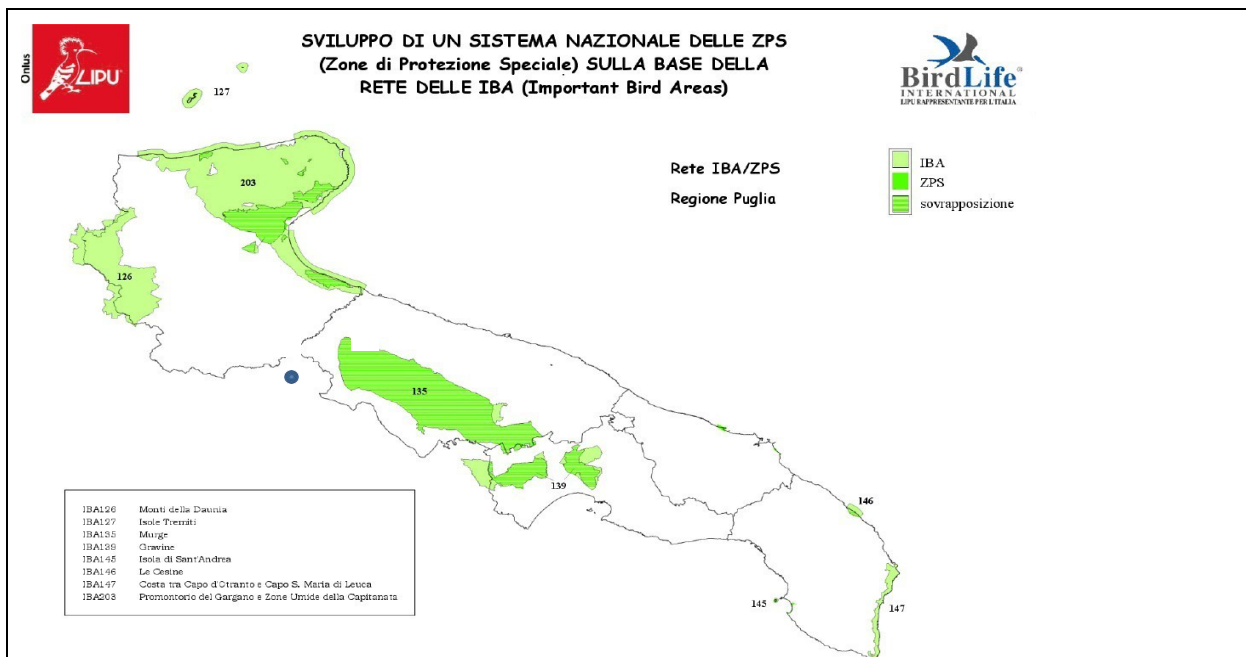 Onlus
LIPU
SVILUPPO DI UN SISTEMA NAZIONALE DELLE ZPS
(Zone di Protezione Speciale) SULLA BASE DELLA
RETE DELLE IBA (Important Bird Areas)
BirdLife
INTERNATIONAL
LIPU RAPPRESENTANTE PER L'ITALIA
Rete IBA/ZPS
Regione Puglia
IBA
ZPS
sovrapposizione
127
203
126
135
139
146
145
147
IBA126 Monti della Daunia
IBA127 Isole Tremiti
IBA135 Murge
IBA139 Gravine
IBA145 Isola di Sant'Andrea
IBA146 Le Cesine
IBA147 Costa tra Capo d'Otranto e Capo S. Maria di Leuca
IBA203 Promontorio del Gargano e Zone Umide della Capitanata